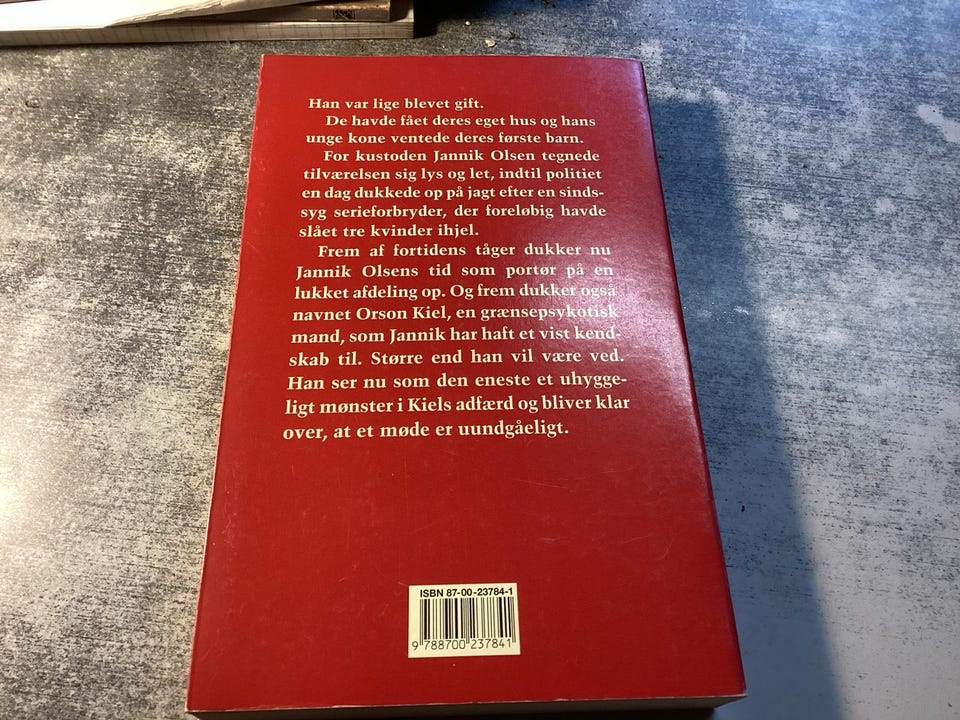 Han var lige blevet gift.
De havde fået deres eget hus og hans
unge kone ventede deres første barn.
For kustoden Jannik Olsen tegnede
tilværelsen sig lys og let, indtil politiet
en dag dukkede op på jagt efter en sinds-
syg serieforbryder, der foreløbig havde
slået tre kvinder ihjel.
Frem af fortidens tåger dukker nu
Jannik Olsens tid som portør på en
lukket afdeling op. Og frem dukker også
navnet Orson Kiel, en grænsepsykotisk
mand, som Jannik har haft et vist kend-
skab til. Større end han vil være ved.
Han ser nu som den eneste et uhygge-
ligt mønster i Kiels adfærd og bliver klar
over, at et møde er uundgåeligt.
ISBN 87-00-23784-1
9 788700 237841